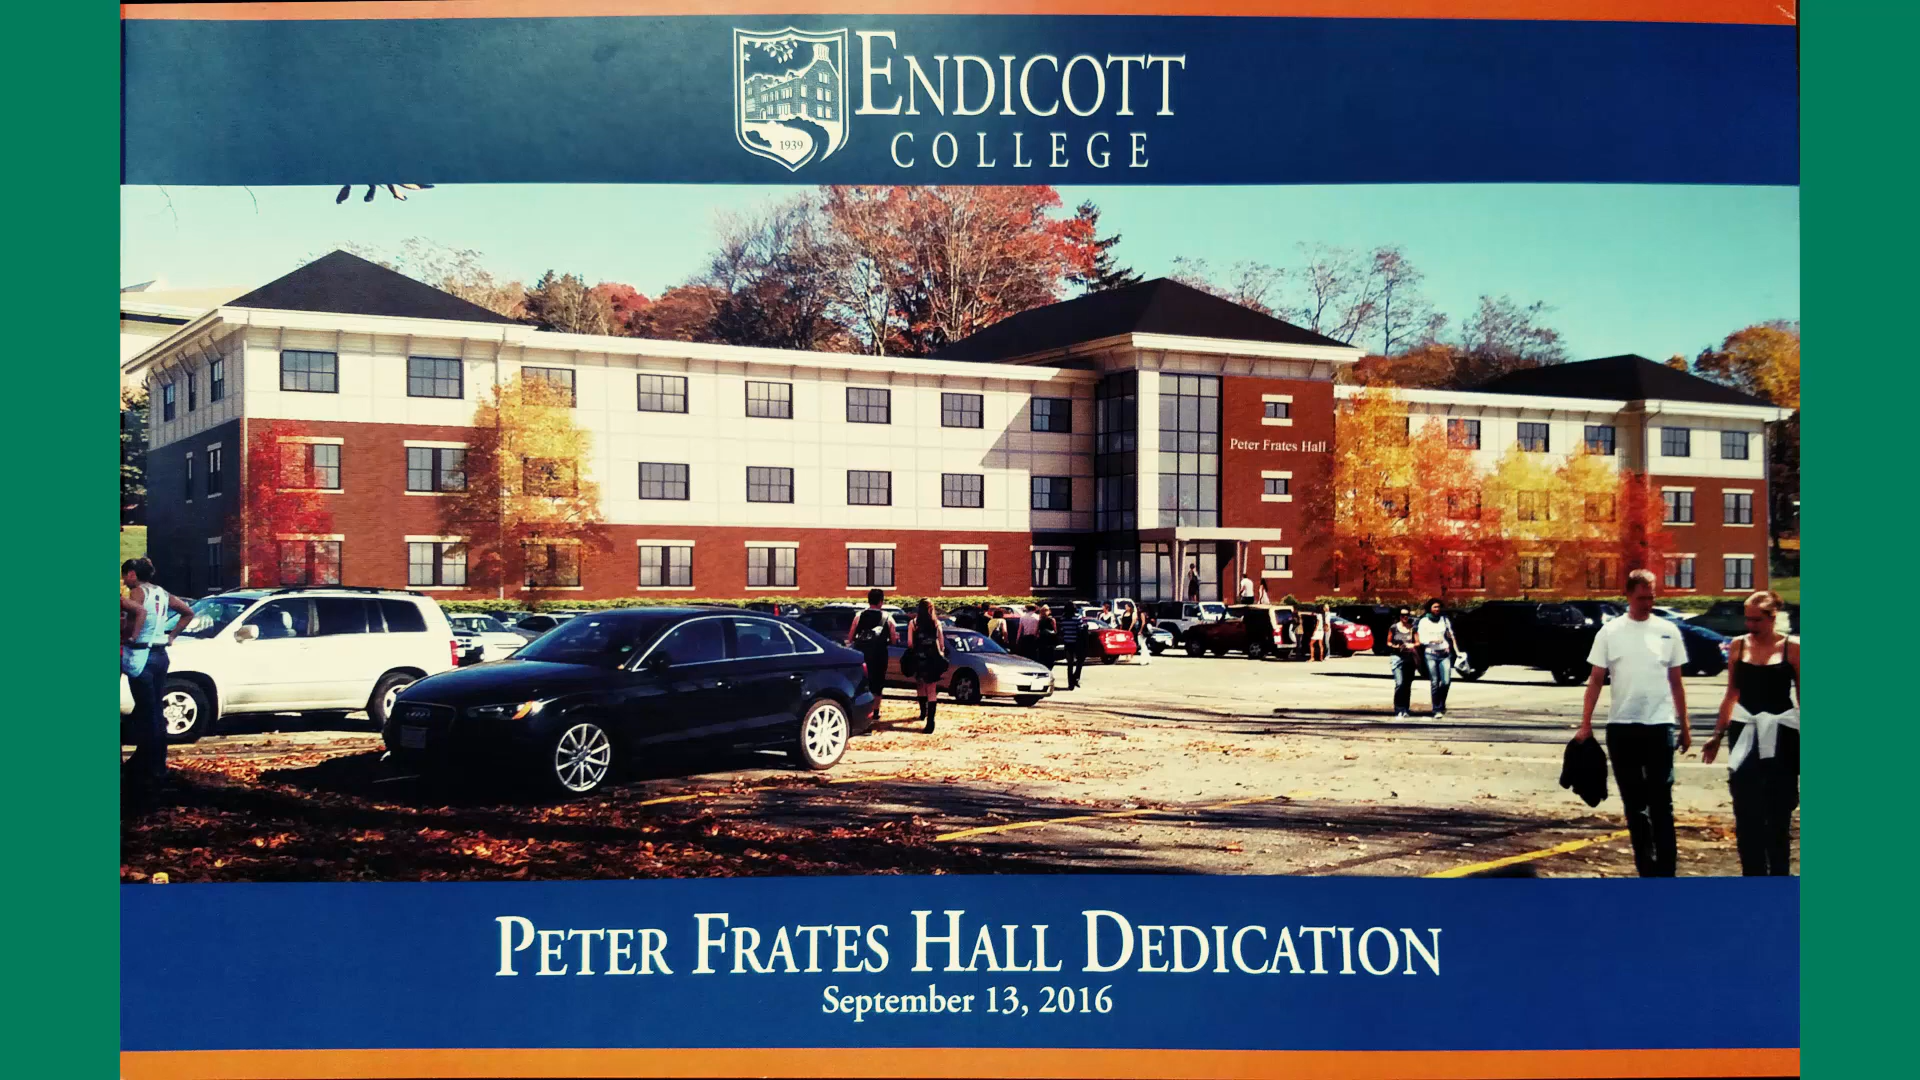 ENDICOTT
COLLEGE
1939
Peter Frates Hall
PETER FRATES HALL DEDICATION
September 13, 2016